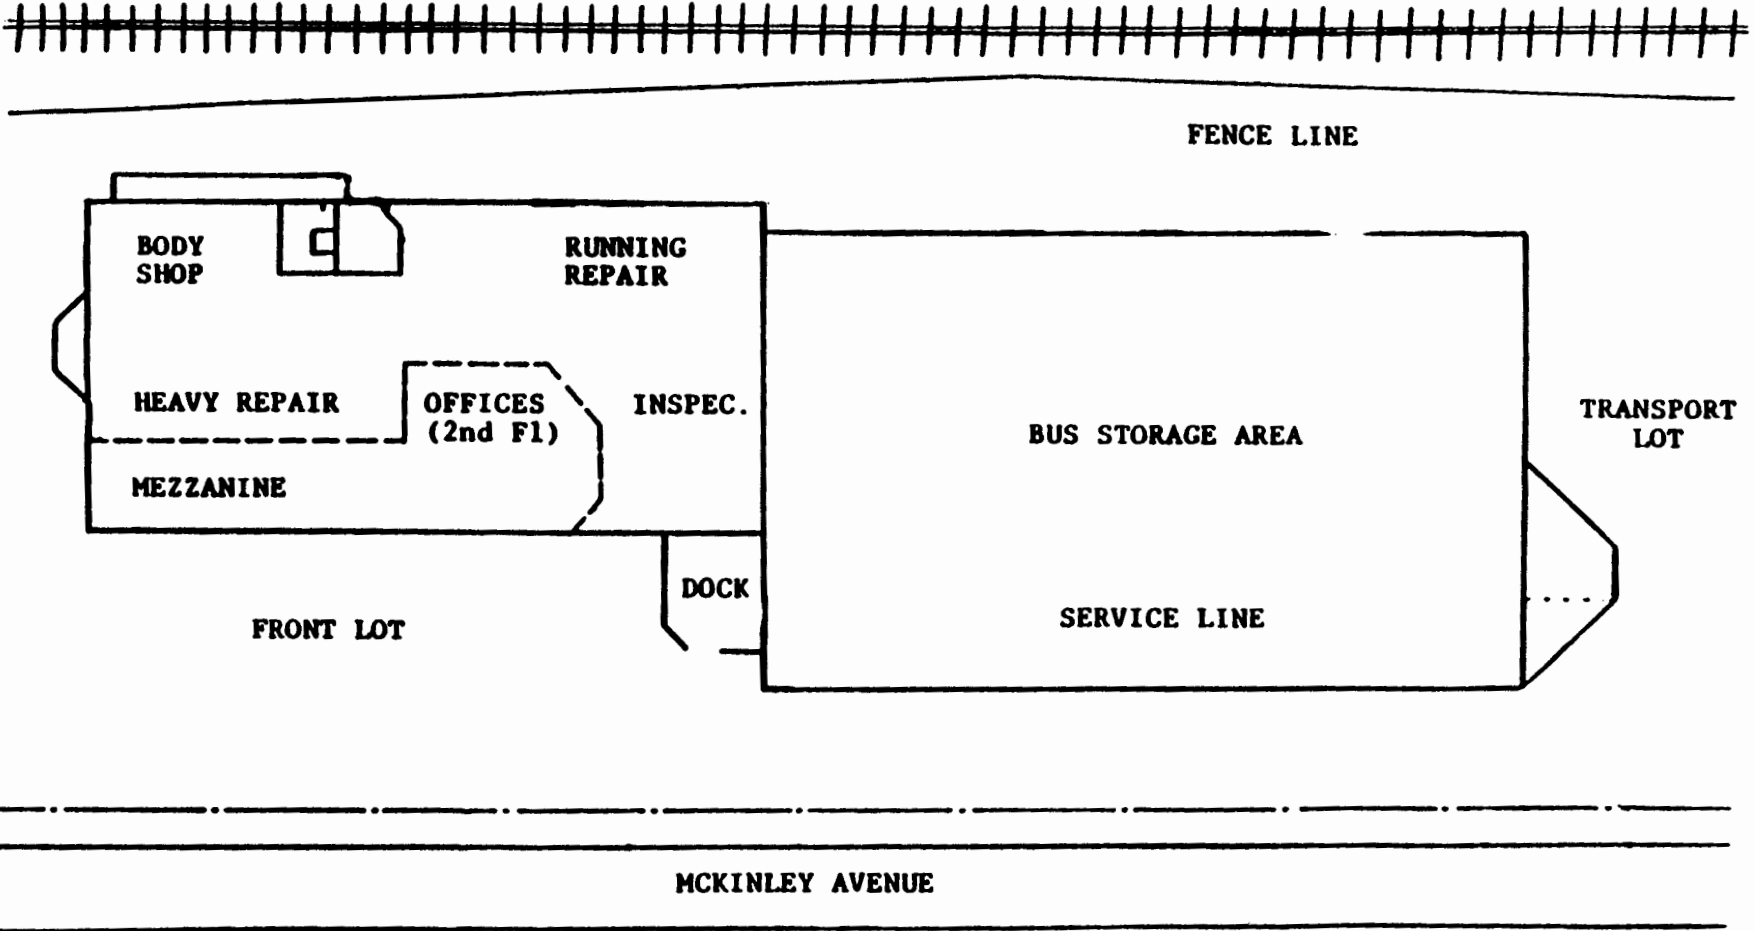 FENCE LINE
BODY
SHOP
RUNNING
REPAIR
HEAVY REPAIR
OFFICES
(2nd Fl)
INSPEC.
MEZZANINE
BUS STORAGE AREA
TRANSPORT
LOT
DOCK
FRONT LOT
SERVICE LINE
MCKINLEY AVENUE